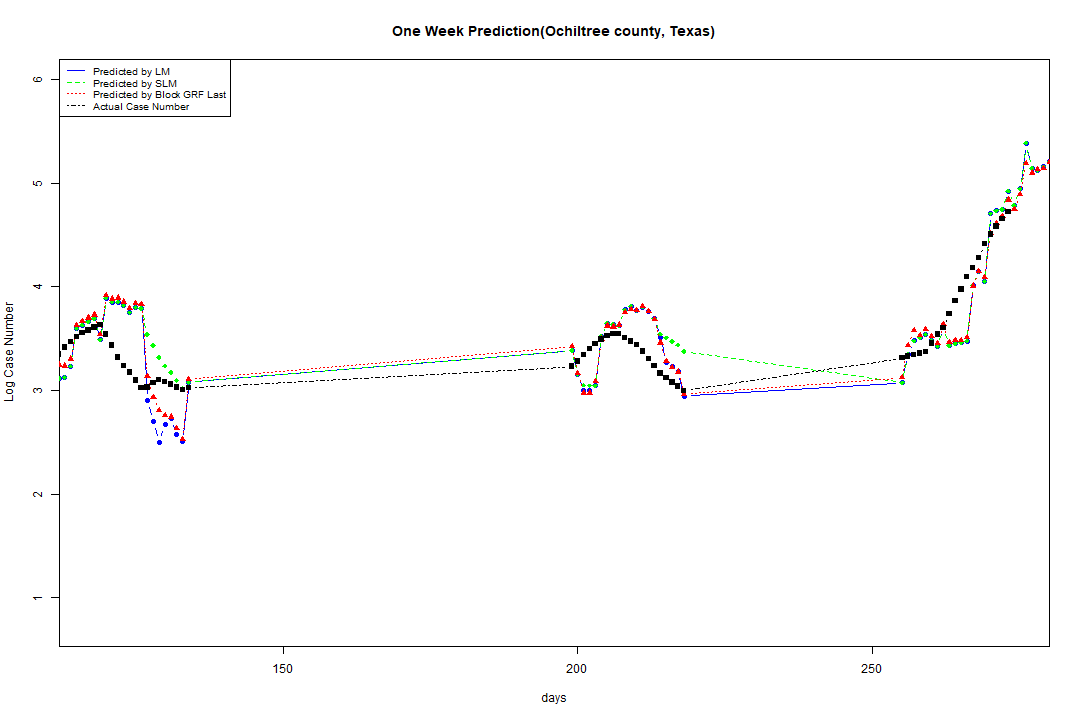 One Week Prediction(Ochiltree county, Texas)
Predicted by LM
Predicted by SLM
Predicted by Block GRF Last
Actual Case Number
6
5
4
3
2
1
Log Case Number
150
200
250
days